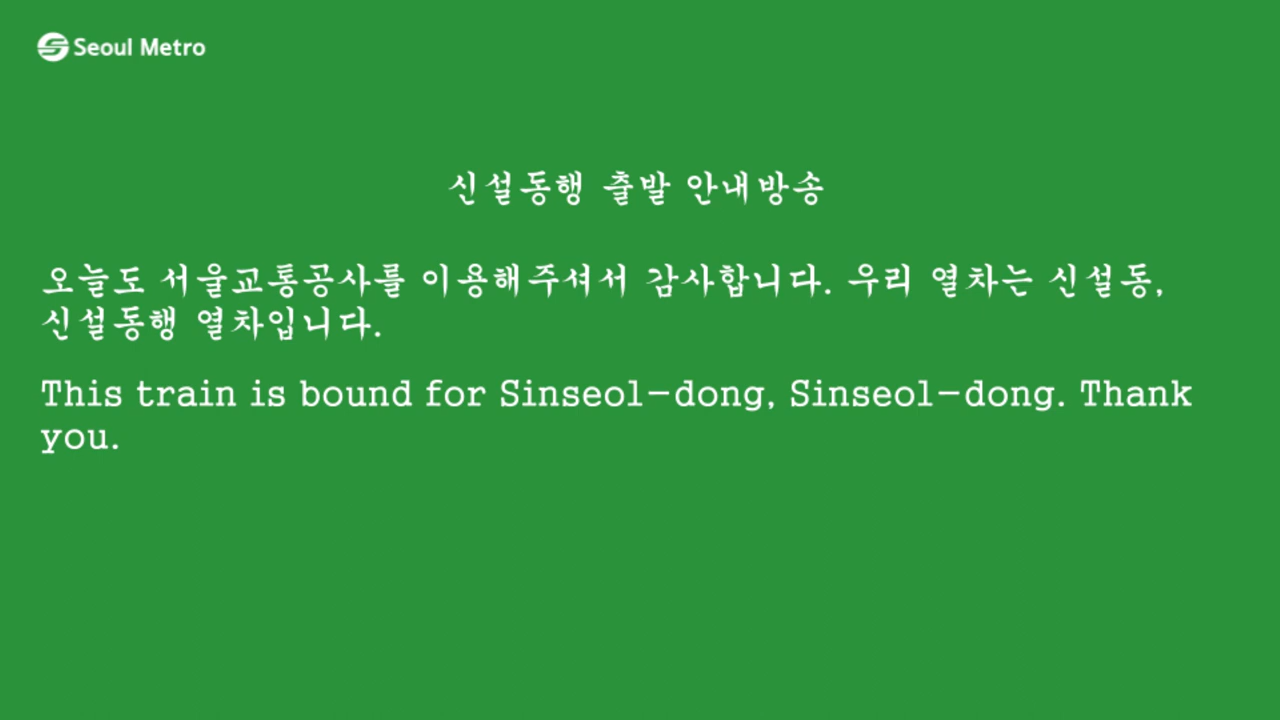 Seoul Metro
신설동행 출발 안내방송
오늘도 서울교통공사를 이용해주셔서 감사합니다. 우리 열차는 신설동,
신설동행 열차입니다.
This train is bound for Sinseol-dong, Sinseol-dong. Thank
you.